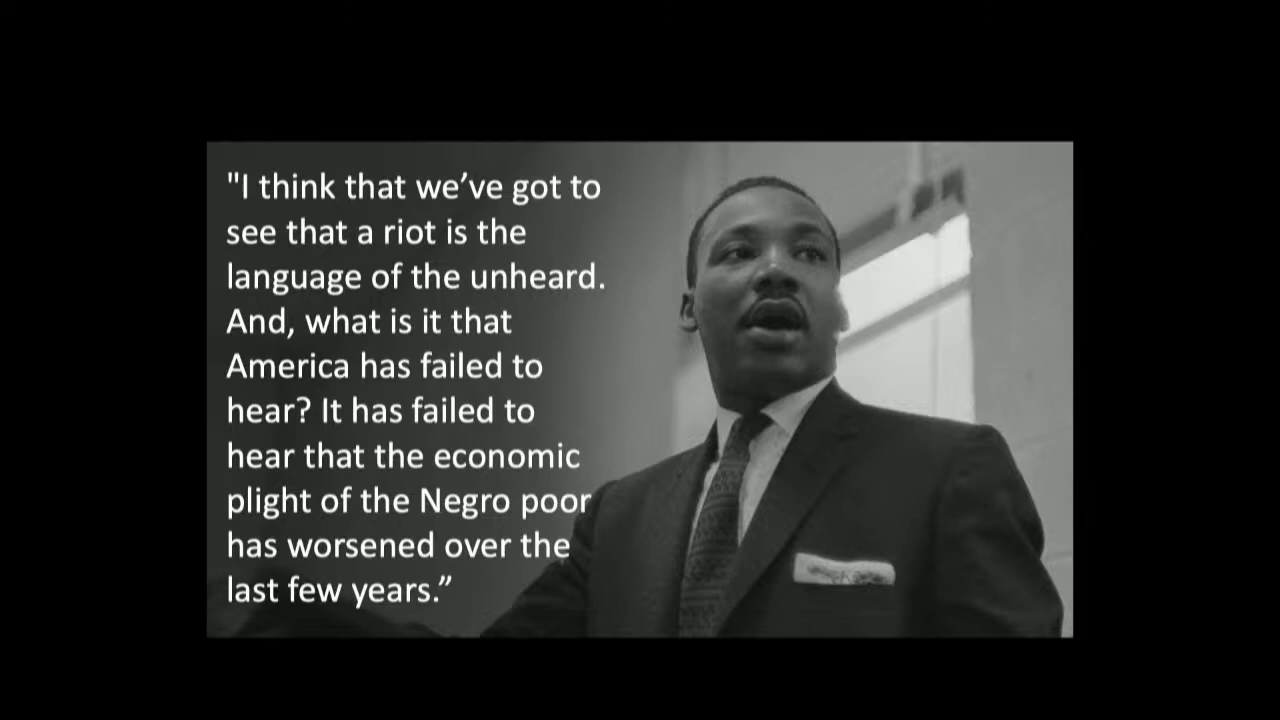 "I think that we’ve got to
see that a riot is the
language of the unheard.
And, what is it that
America has failed to
hear? It has failed to
hear that the economic
plight of the Negro poor
has worsened over the
last few years.”